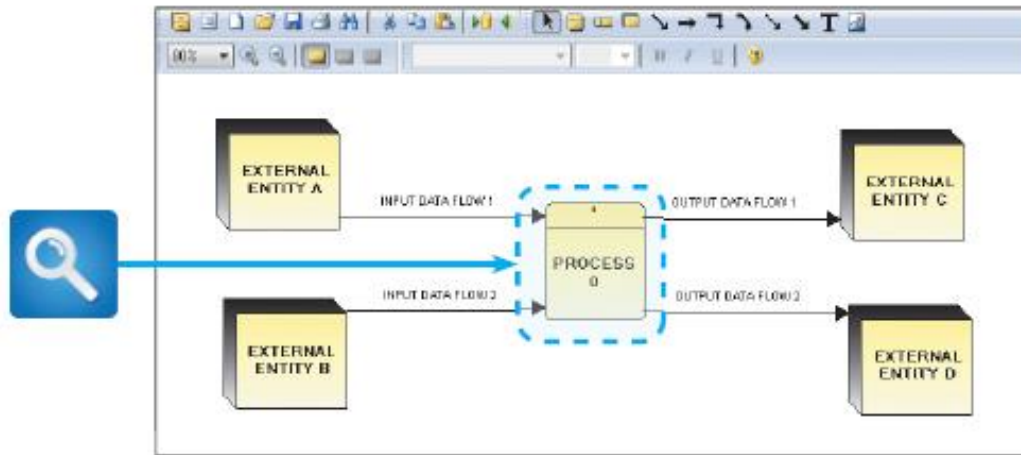 EXTERNAL
ENTITY A
EXTERNAL
ENTITY C
INPUT DATA FLOW 1
OUTPUT DATA FLOW 1
PROCESS
0
INPUT DATA FLOW 2
OUTPUT DATA FLOW 2
EXTERNAL
ENTITY B
EXTERNAL
ENTITY D